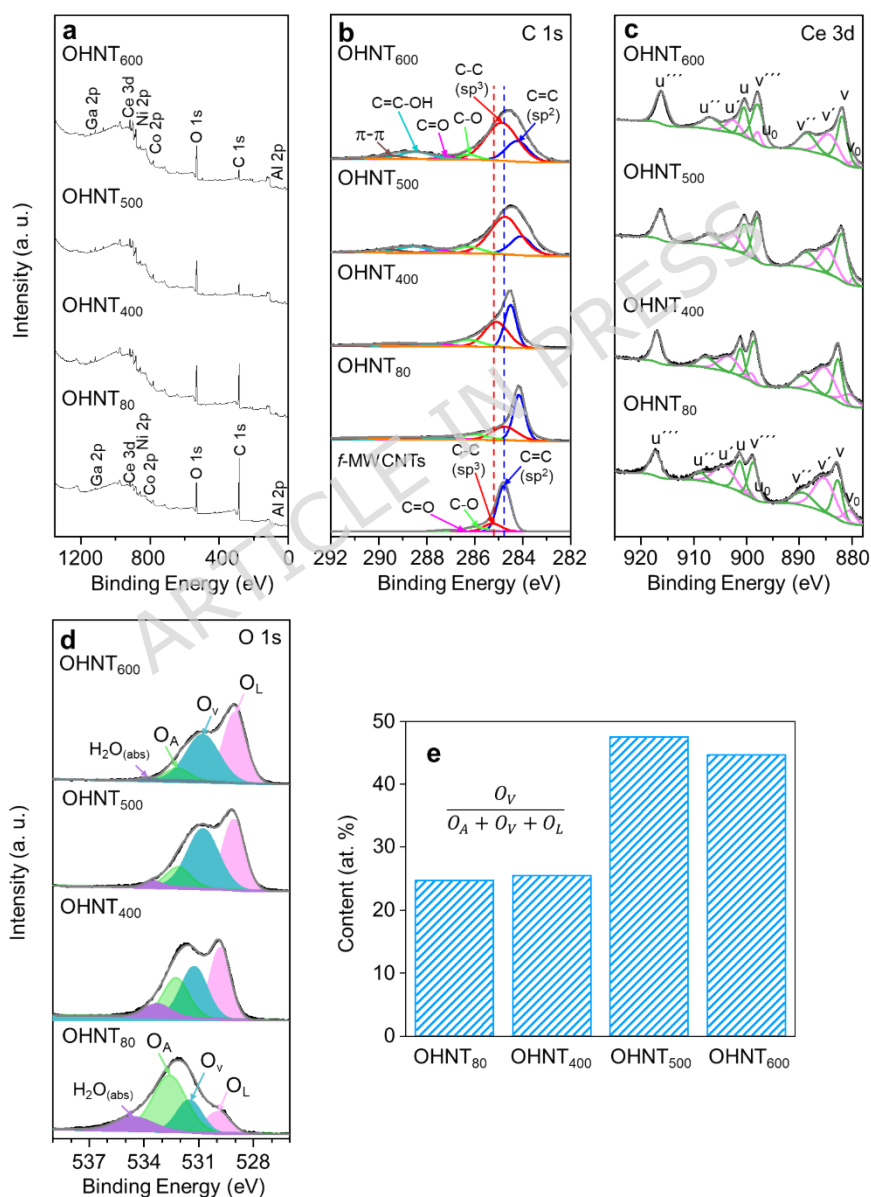 a
OHNT600
Ga 2p
Ce 3d
Ni 2p
Co 2p
O 1s
C 1s
Al 2p
OHNT500
OHNT400
OHNT80
Ga 2p
Ce 3d
Ni 2p
Co 2p
O 1s
C 1s
Al 2p
1200 800 400 0
Binding Energy (eV)
Intensity (a. u.)
b C 1s
OHNT600
C-C
(sp³)
C=C
(sp²)
C=C-OH
C=O
C-O
π-π
OHNT500
OHNT400
OHNT80
f-MWCNTs
C-C
(sp³)
C=C
(sp²)
C=O
C-O
292 290 288 286 284 282
Binding Energy (eV)
c Ce 3d
OHNT600
u´´´
u´´
u´
u
v´´´
u0
v´´
v´
v
v0
OHNT500
OHNT400
OHNT80
u´´´
u´´
u´
u
v´´´
u0
v´´
v´
v
v0
920 910 900 890 880
Binding Energy (eV)
ARTICLE IN PRESS
d O 1s
OHNT600
OL
Ov
OA
H2O(abs)
OHNT500
OHNT400
OHNT80
OA
Ov
OL
H2O(abs)
537 534 531 528
Binding Energy (eV)
Intensity (a. u.)
e
OV
OA + OV + OL
50
40
30
20
10
0
Content (at. %)
OHNT80 OHNT400 OHNT500 OHNT600